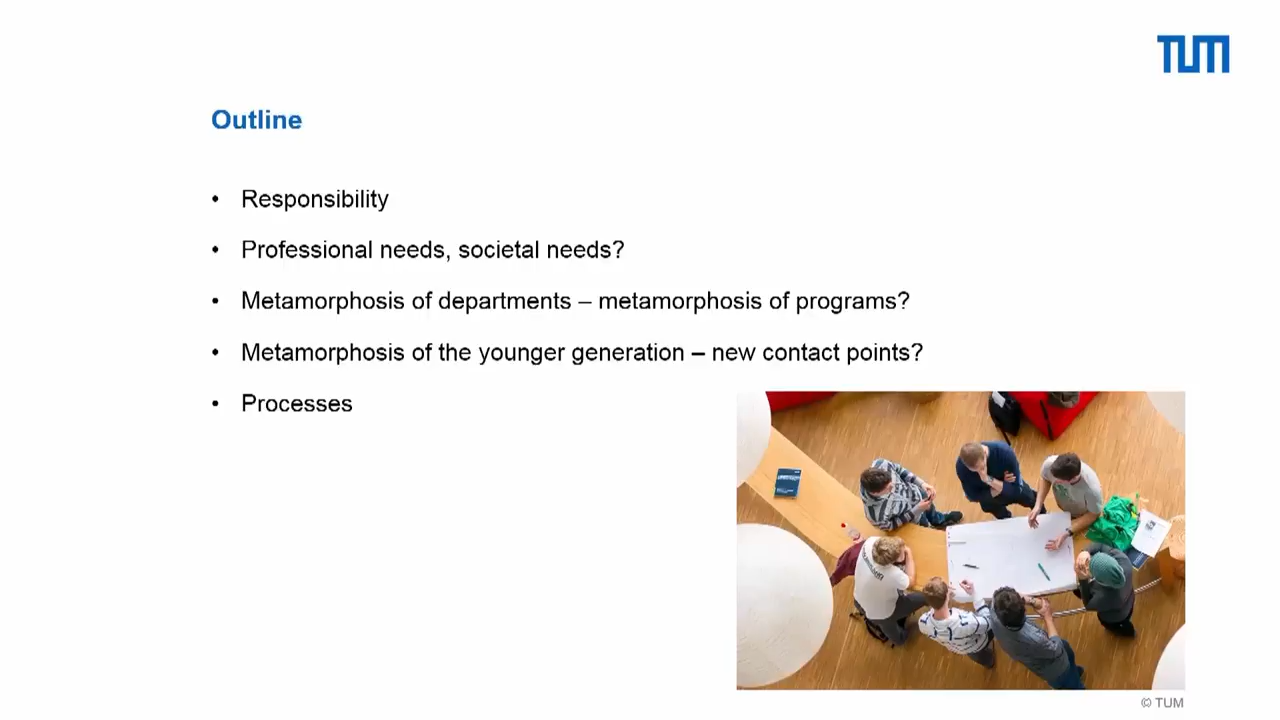 TUM
Outline
• Responsibility
• Professional needs, societal needs?
• Metamorphosis of departments – metamorphosis of programs?
• Metamorphosis of the younger generation – new contact points?
• Processes
© TUM